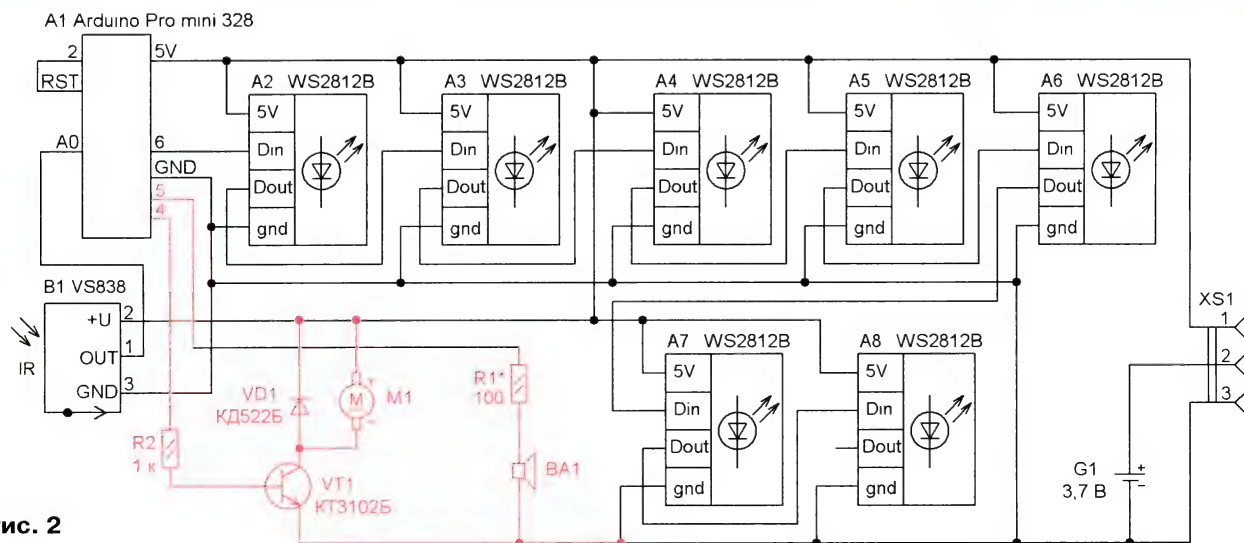 A1 Arduino Pro mini 328
2
RST
A0
5V
6
GND
5
4
A2 WS2812B
5V
Din
Dout
gnd
A3 WS2812B
5V
Din
Dout
gnd
A4 WS2812B
5V
Din
Dout
gnd
A5 WS2812B
5V
Din
Dout
gnd
A6 WS2812B
5V
Din
Dout
gnd
B1 VS838
+U
2
OUT
1
GND
3
IR
R2
1 к
VD1
КД522Б
M
+
−
M1
VT1
КТ3102Б
R1*
100
BA1
A7 WS2812B
5V
Din
Dout
gnd
A8 WS2812B
5V
Din
Dout
gnd
XS1
1
2
3
G1
3,7 В
+
−
ис. 2